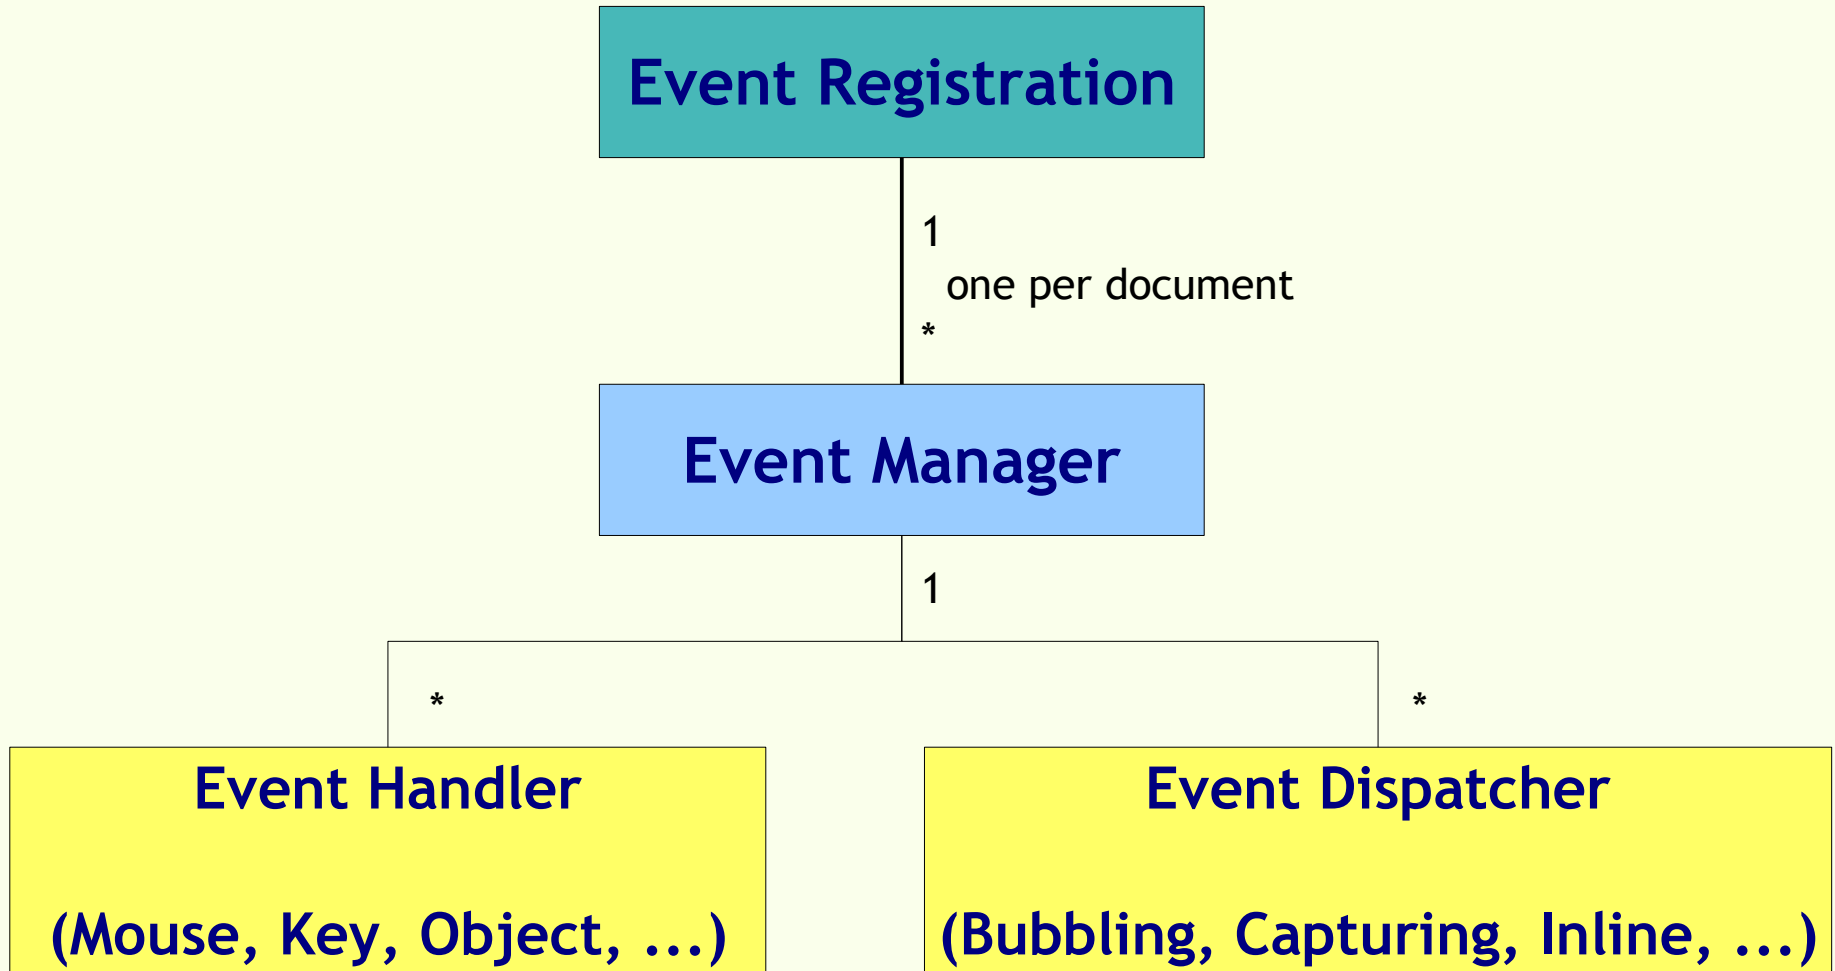 Event Registration
1
one per document
*
Event Manager
1
*
*
Event Handler
(Mouse, Key, Object, ...)
Event Dispatcher
(Bubbling, Capturing, Inline, ...)